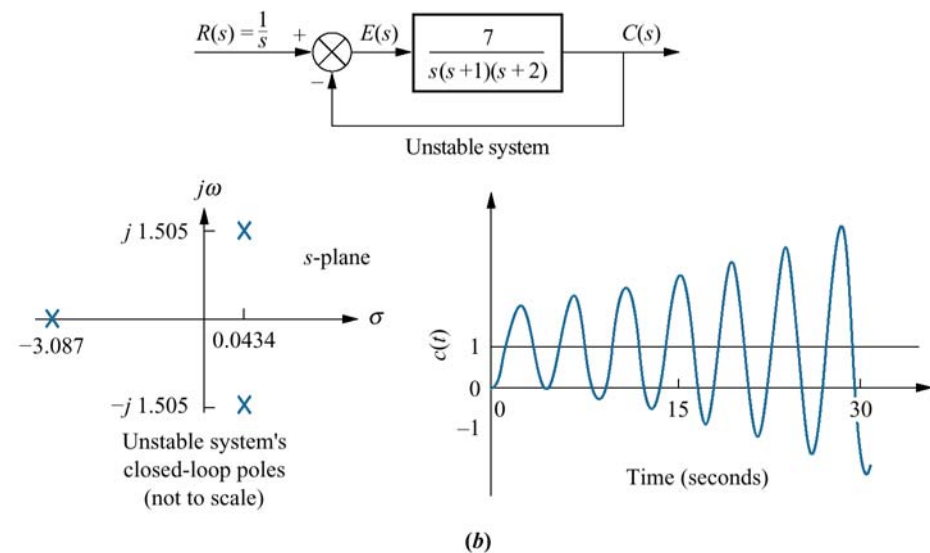 R(s) = 1/s + E(s) 7/(s(s+1)(s+2)) C(s)
−
Unstable system
jω
j 1.505
s-plane
σ
−3.087 0.0434
−j 1.505
Unstable system's
closed-loop poles
(not to scale)
c(t)
1
0
−1
0 15 30
Time (seconds)
(b)